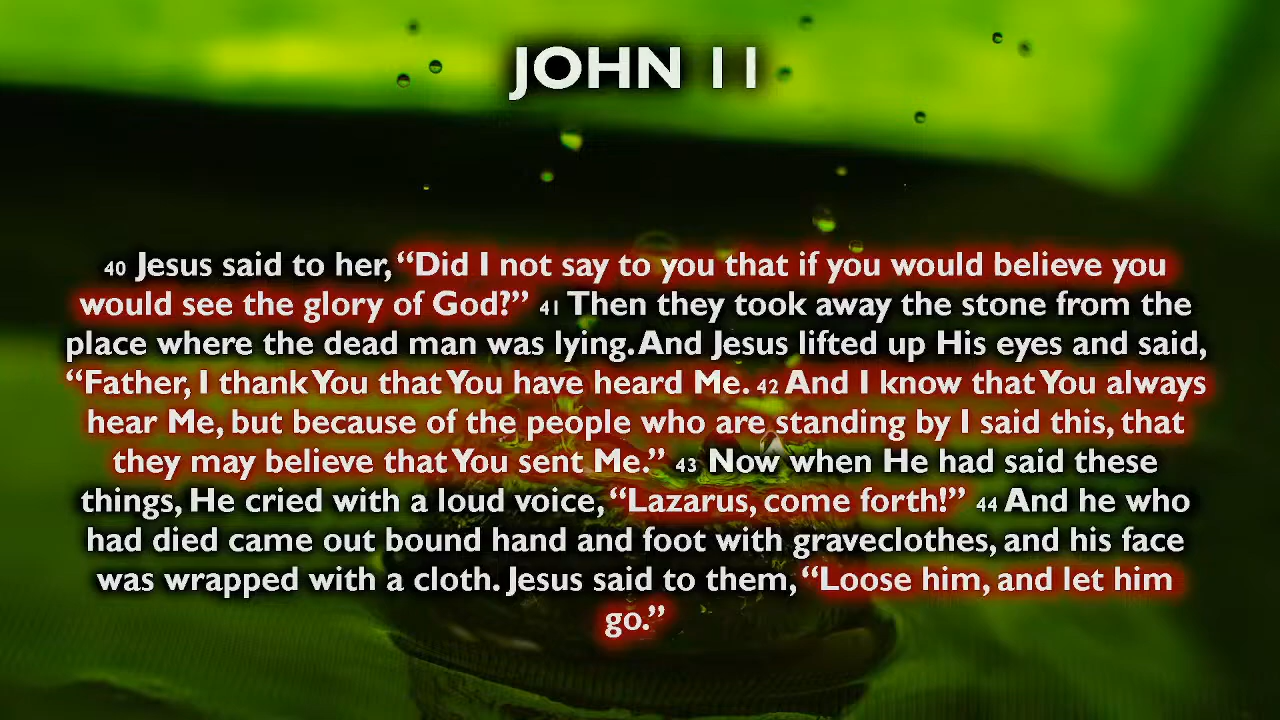 JOHN 11
40 Jesus said to her, “Did I not say to you that if you would believe you
would see the glory of God?” 41 Then they took away the stone from the
place where the dead man was lying. And Jesus lifted up His eyes and said,
“Father, I thank You that You have heard Me. 42 And I know that You always
hear Me, but because of the people who are standing by I said this, that
they may believe that You sent Me.” 43 Now when He had said these
things, He cried with a loud voice, “Lazarus, come forth!” 44 And he who
had died came out bound hand and foot with graveclothes, and his face
was wrapped with a cloth. Jesus said to them, “Loose him, and let him
go.”